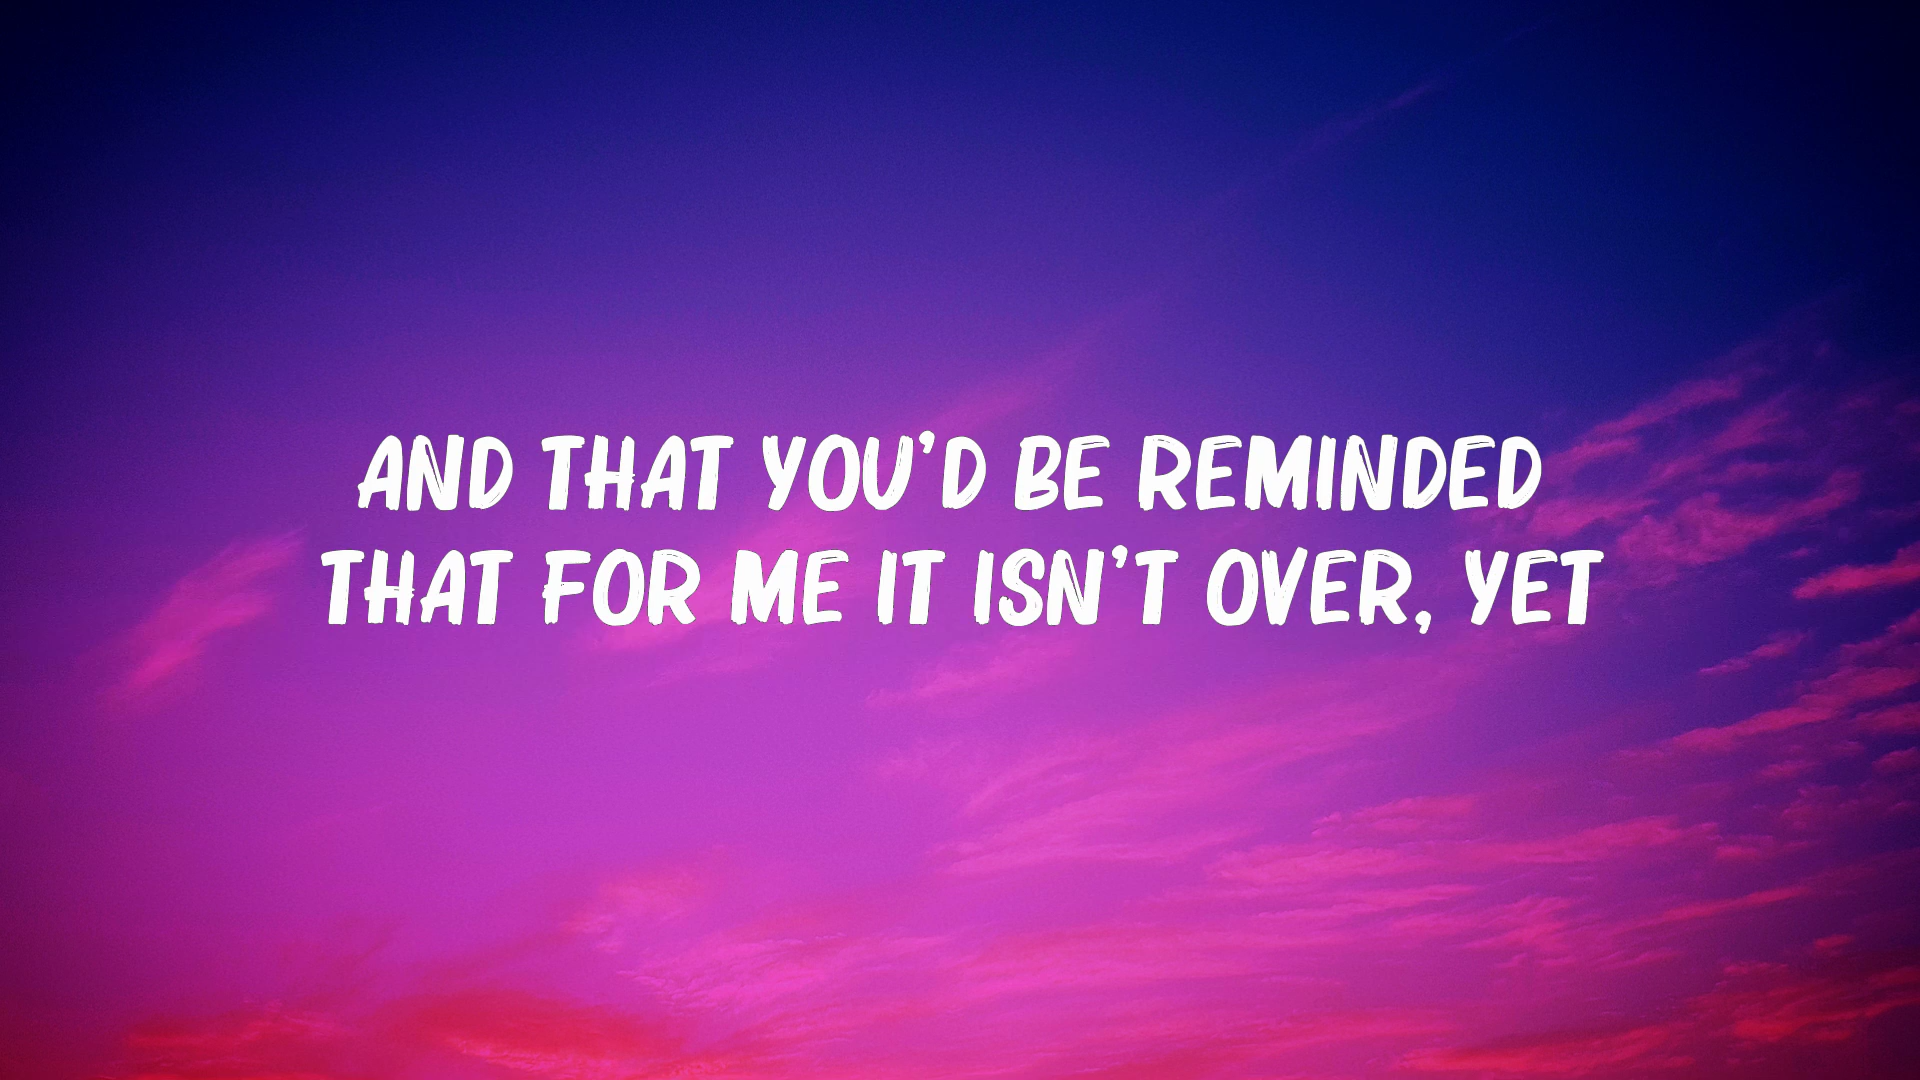 AND THAT YOU'D BE REMINDED
THAT FOR ME IT ISN'T OVER, YET